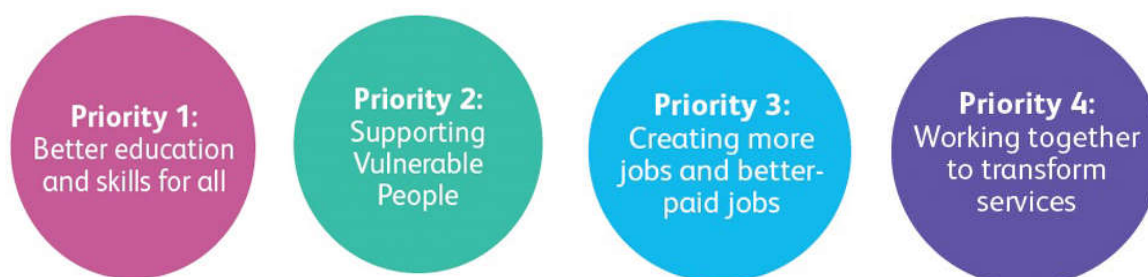 Priority 1:
Better education
and skills for all
Priority 2:
Supporting
Vulnerable
People
Priority 3:
Creating more
jobs and better-
paid jobs
Priority 4:
Working together
to transform
services